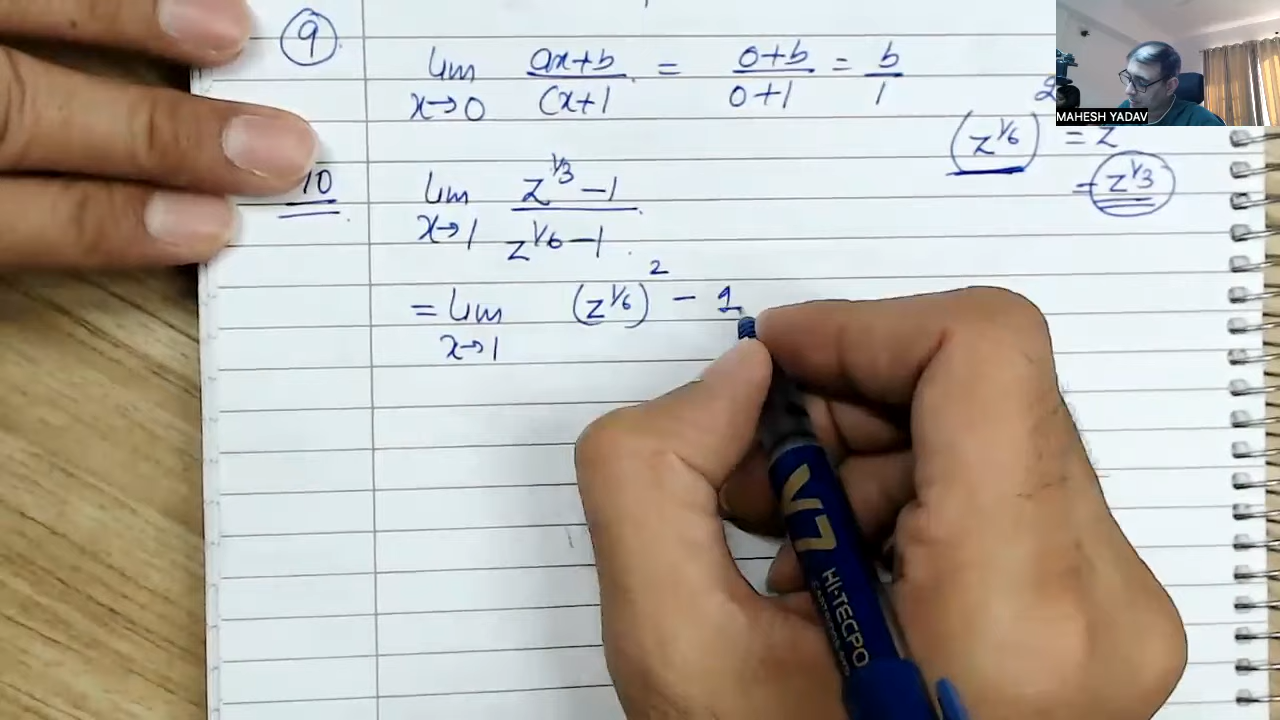 9 lim x→0 ax+b / cx+1 = 0+b / 0+1 = b / 1
MAHESH YADAV
(z^1/6) = z
= z^1/3
10 lim x→1 z^1/3 −1 / z^1/6 −1
= lim x→1 (z^1/6)^2 − 1
V7
HI-TECPO